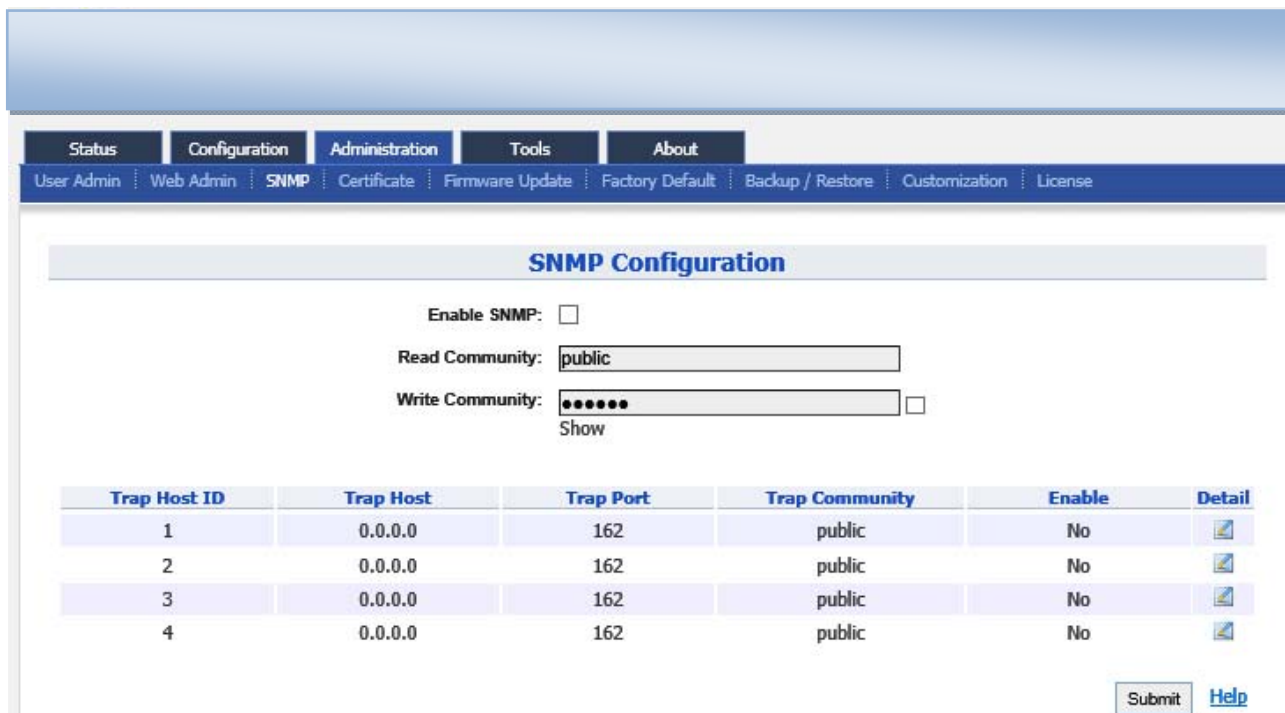 Status Configuration Administration Tools About
User Admin Web Admin SNMP Certificate Firmware Update Factory Default Backup / Restore Customization License
SNMP Configuration
Enable SNMP:
Read Community: public
Write Community: ●●●●●●
Show
Trap Host ID Trap Host Trap Port Trap Community Enable Detail
1 0.0.0.0 162 public No
2 0.0.0.0 162 public No
3 0.0.0.0 162 public No
4 0.0.0.0 162 public No
Submit Help